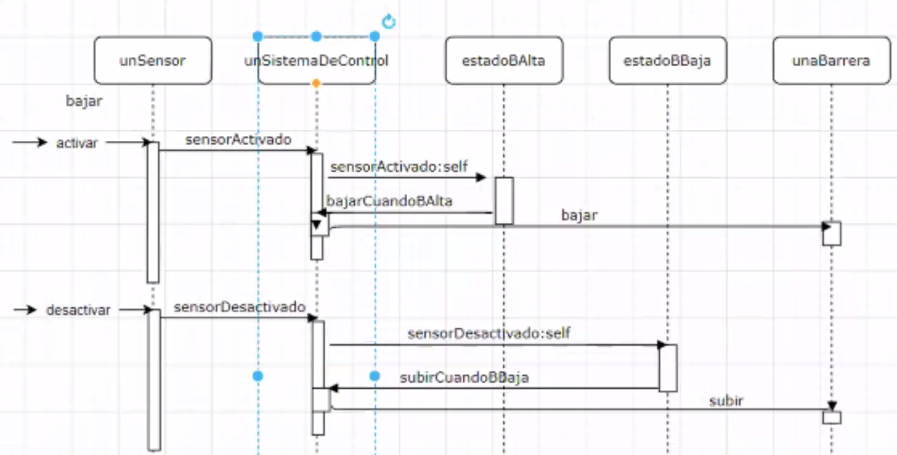 unSensor
unSistemaDeControl
estadoBAlta
estadoBBaja
unaBarrera
bajar
activar
sensorActivado
sensorActivado:self
bajarCuandoBAlta
bajar
desactivar
sensorDesactivado
sensorDesactivado:self
subirCuandoBBaja
subir